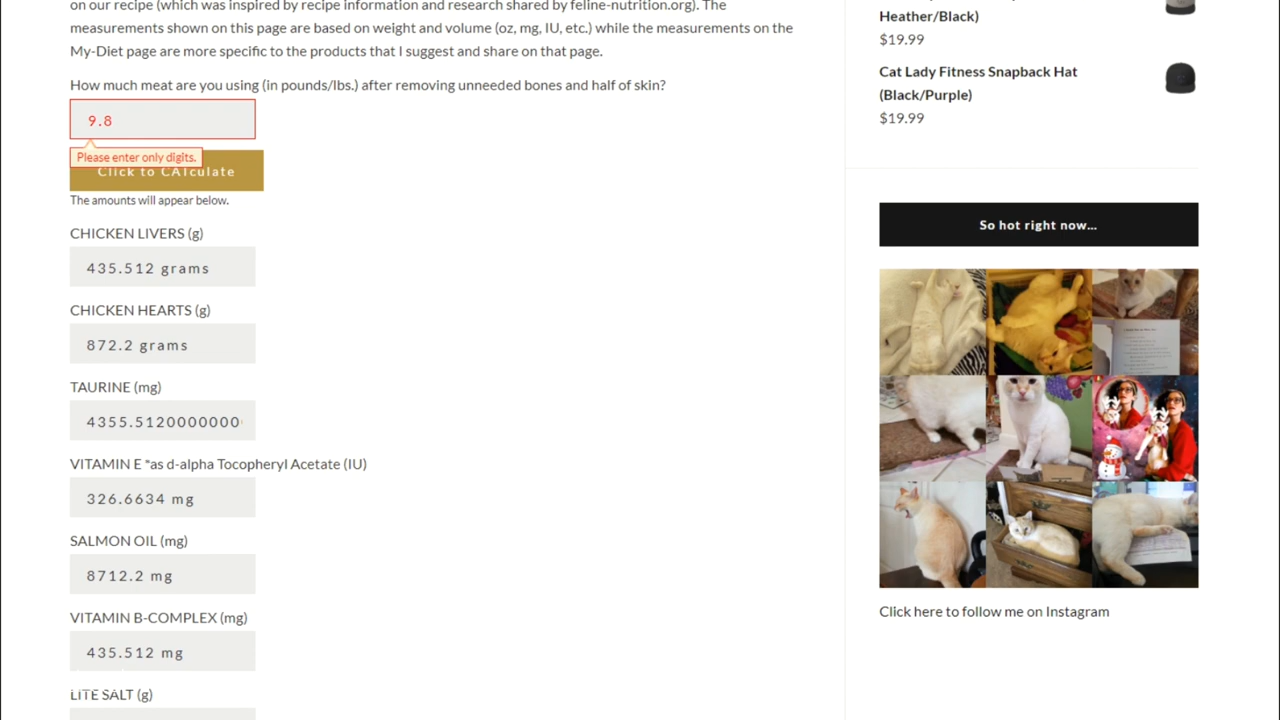 on our recipe (which was inspired by recipe information and research shared by feline-nutrition.org). The
measurements shown on this page are based on weight and volume (oz, mg, IU, etc.) while the measurements on the
My-Diet page are more specific to the products that I suggest and share on that page.
How much meat are you using (in pounds/lbs.) after removing unneeded bones and half of skin?
9.8
Please enter only digits.
Click to CAlculate
The amounts will appear below.
CHICKEN LIVERS (g)
435.512 grams
CHICKEN HEARTS (g)
872.2 grams
TAURINE (mg)
4355.5120000000
VITAMIN E *as d-alpha Tocopheryl Acetate (IU)
326.6634 mg
SALMON OIL (mg)
8712.2 mg
VITAMIN B-COMPLEX (mg)
435.512 mg
LITE SALT (g)
Heather/Black)
$19.99
Cat Lady Fitness Snapback Hat
(Black/Purple)
$19.99
So hot right now...
Click here to follow me on Instagram